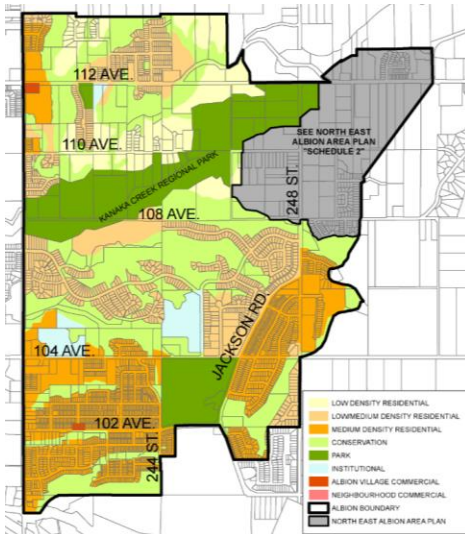 112 AVE.
110 AVE.
SEE NORTH EAST
ALBION AREA PLAN
"SCHEDULE 2"
KANAKA CREEK REGIONAL PARK
248 ST.
108 AVE.
JACKSON RD.
104 AVE.
102 AVE.
244 ST.
LOW DENSITY RESIDENTIAL
LOW/MEDIUM DENSITY RESIDENTIAL
MEDIUM DENSITY RESIDENTIAL
CONSERVATION
PARK
INSTITUTIONAL
ALBION VILLAGE COMMERCIAL
NEIGHBOURHOOD COMMERCIAL
ALBION BOUNDARY
NORTH EAST ALBION AREA PLAN